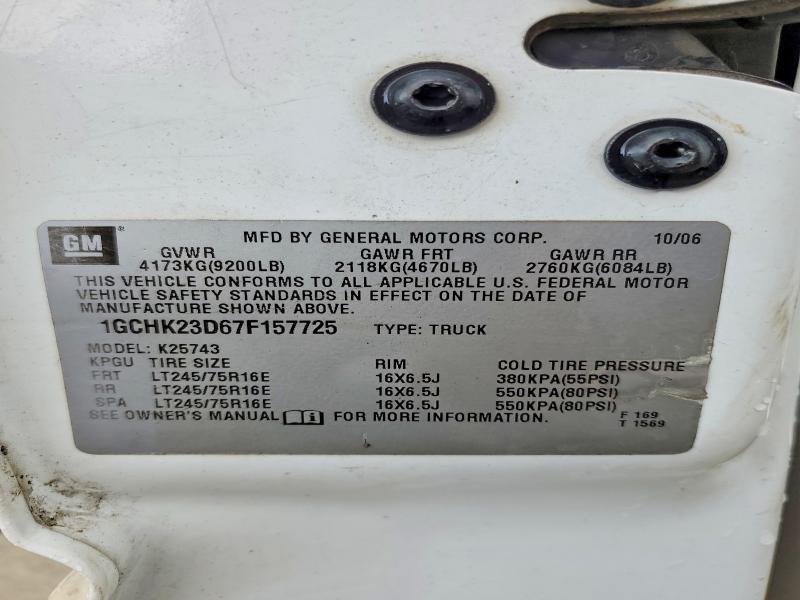 GM ® MFD BY GENERAL MOTORS CORP. 10/06
GVWR GAWR FRT GAWR RR
4173KG(9200LB) 2118KG(4670LB) 2760KG(6084LB)
THIS VEHICLE CONFORMS TO ALL APPLICABLE U.S. FEDERAL MOTOR
VEHICLE SAFETY STANDARDS IN EFFECT ON THE DATE OF
MANUFACTURE SHOWN ABOVE.
1GCHK23D67F157725 TYPE: TRUCK
MODEL: K25743
KPGU TIRE SIZE RIM COLD TIRE PRESSURE
FRT LT245/75R16E 16X6.5J 380KPA(55PSI)
RR LT245/75R16E 16X6.5J 550KPA(80PSI)
SPA LT245/75R16E 16X6.5J 550KPA(80PSI)
SEE OWNER'S MANUAL FOR MORE INFORMATION. F 169
T 1569